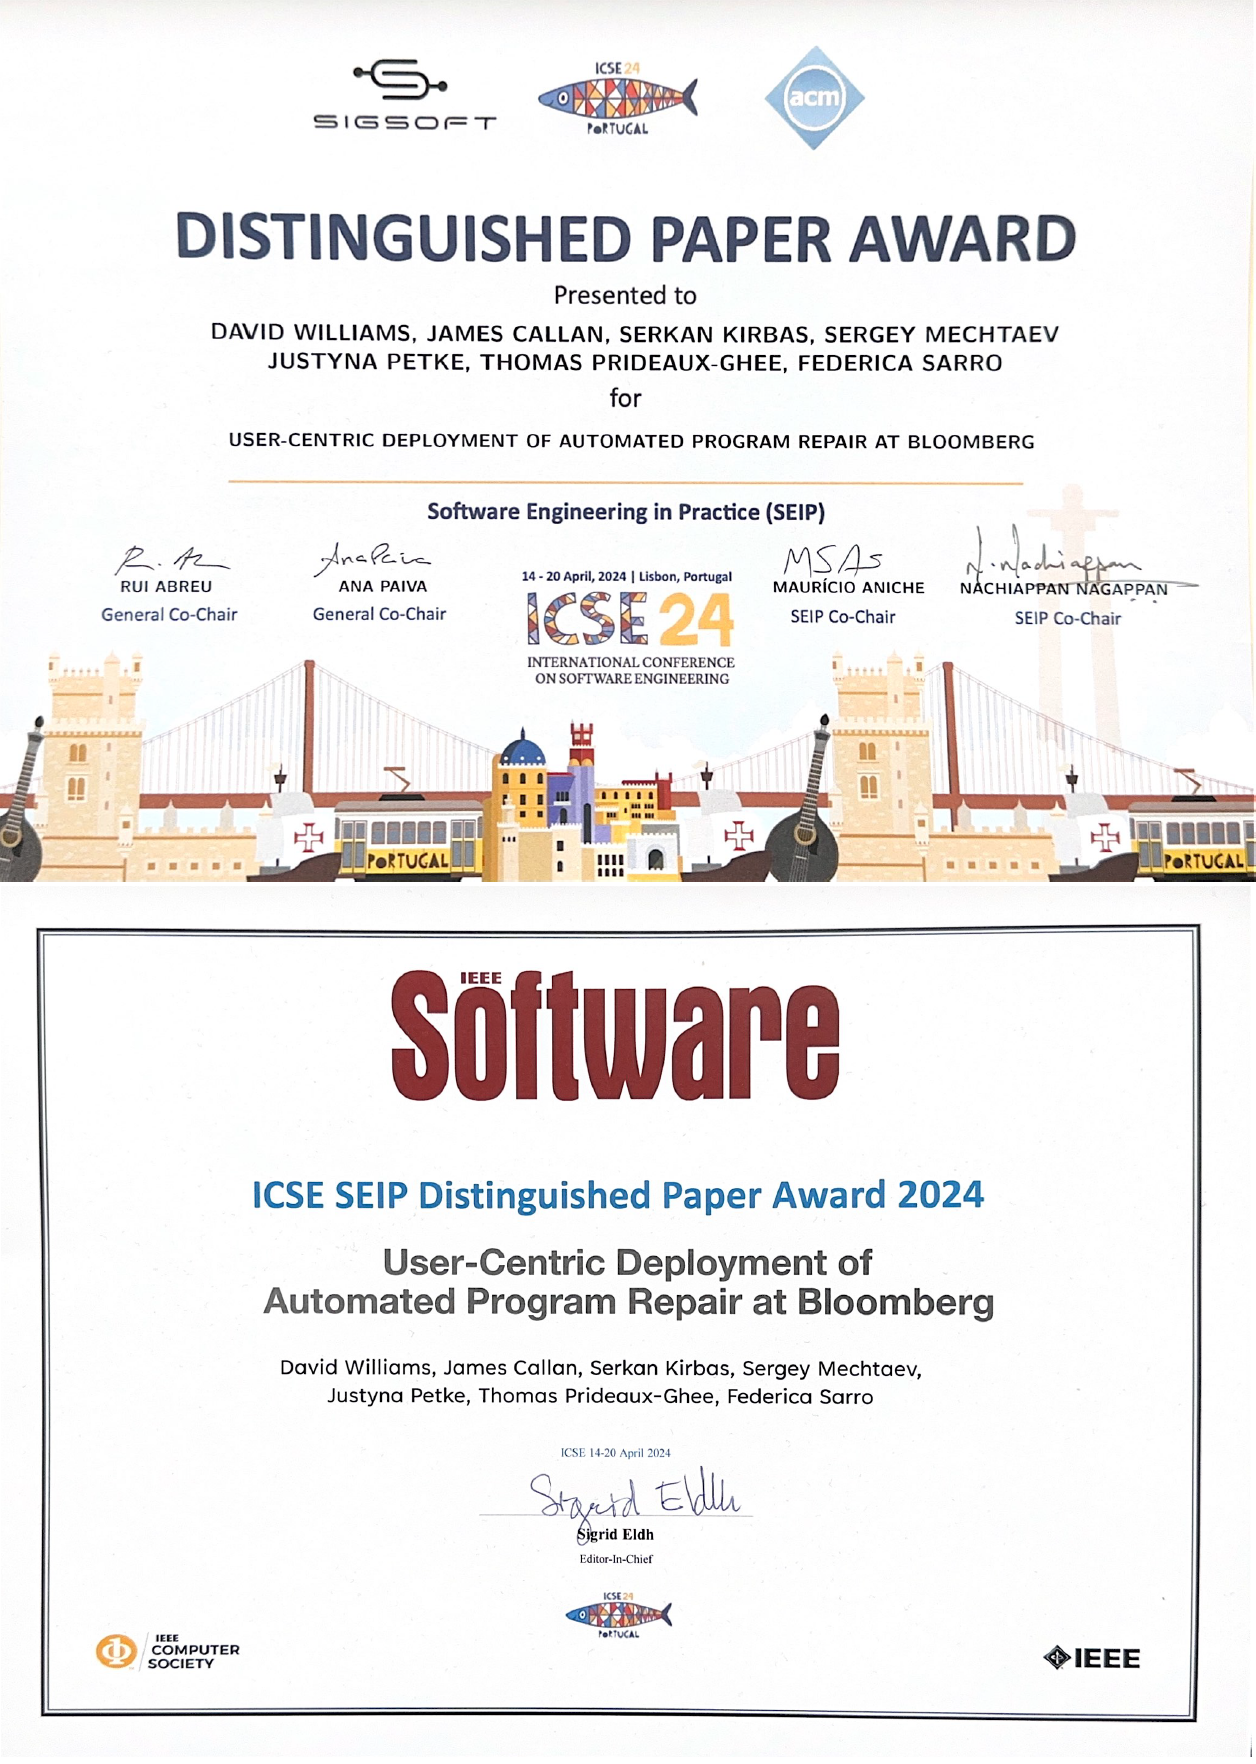 SIGSOFT
ICSE 24
PORTUGAL
acm
DISTINGUISHED PAPER AWARD
Presented to
DAVID WILLIAMS, JAMES CALLAN, SERKAN KIRBAS, SERGEY MECHTAEV
JUSTYNA PETKE, THOMAS PRIDEAUX-GHEE, FEDERICA SARRO
for
USER-CENTRIC DEPLOYMENT OF AUTOMATED PROGRAM REPAIR AT BLOOMBERG
Software Engineering in Practice (SEIP)
R. A
Ana Paiva
MSAs
N. Nachiappan
RUI ABREU
General Co-Chair
ANA PAIVA
General Co-Chair
14 - 20 April, 2024 | Lisbon, Portugal
ICSE 24
INTERNATIONAL CONFERENCE
ON SOFTWARE ENGINEERING
MAURÍCIO ANICHE
SEIP Co-Chair
NACHIAPPAN NAGAPPAN
SEIP Co-Chair
PORTUGAL
PORTUGAL
IEEE
Software
ICSE SEIP Distinguished Paper Award 2024
User-Centric Deployment of
Automated Program Repair at Bloomberg
David Williams, James Callan, Serkan Kirbas, Sergey Mechtaev,
Justyna Petke, Thomas Prideaux-Ghee, Federica Sarro
ICSE 14-20 April 2024
Sigrid Eldh
Sigrid Eldh
Editor-In-Chief
ICSE 24
PORTUGAL
IEEE
COMPUTER
SOCIETY
IEEE